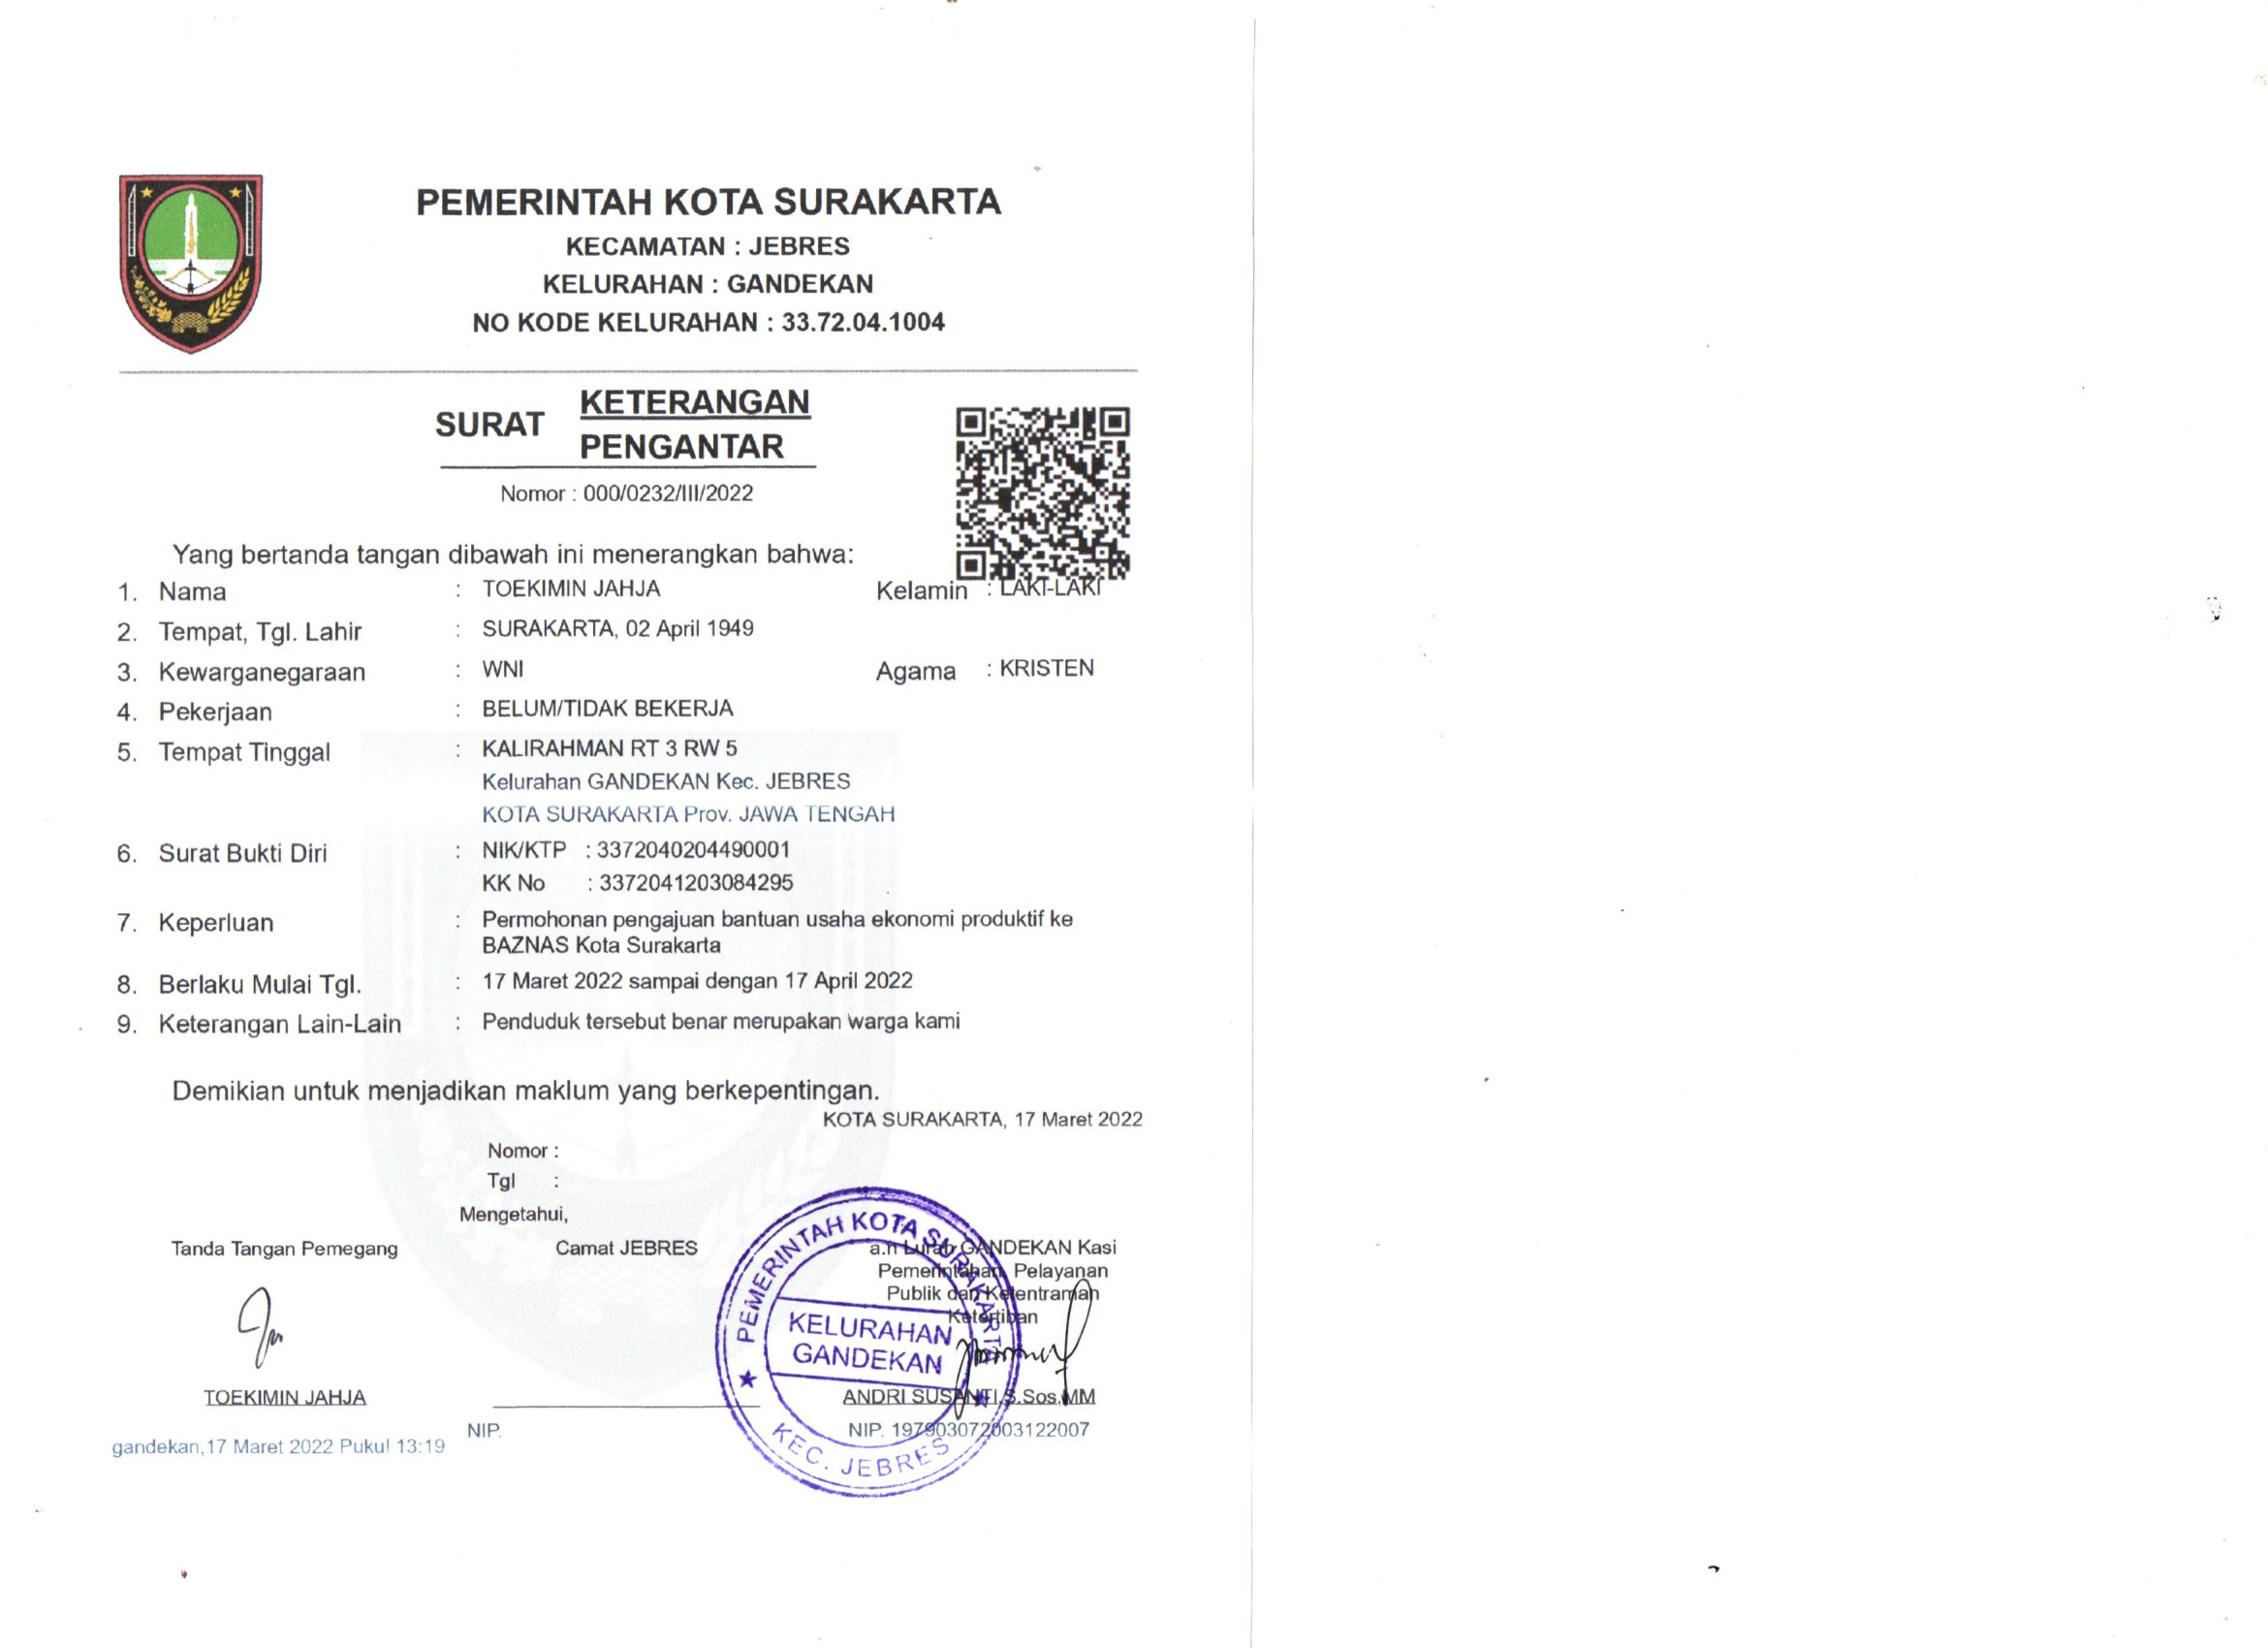 PEMERINTAH KOTA SURAKARTA
KECAMATAN : JEBRES
KELURAHAN : GANDEKAN
NO KODE KELURAHAN : 33.72.04.1004
SURAT KETERANGAN
PENGANTAR
Nomor : 000/0232/III/2022
Yang bertanda tangan dibawah ini menerangkan bahwa:
1. Nama : TOEKIMIN JAHJA Kelamin : LAKI-LAKI
2. Tempat, Tgl. Lahir : SURAKARTA, 02 April 1949
3. Kewarganegaraan : WNI Agama : KRISTEN
4. Pekerjaan : BELUM/TIDAK BEKERJA
5. Tempat Tinggal : KALIRAHMAN RT 3 RW 5
Kelurahan GANDEKAN Kec. JEBRES
KOTA SURAKARTA Prov. JAWA TENGAH
6. Surat Bukti Diri : NIK/KTP : 3372040204490001
KK No : 3372041203084295
7. Keperluan : Permohonan pengajuan bantuan usaha ekonomi produktif ke
BAZNAS Kota Surakarta
8. Berlaku Mulai Tgl. : 17 Maret 2022 sampai dengan 17 April 2022
9. Keterangan Lain-Lain : Penduduk tersebut benar merupakan warga kami
Demikian untuk menjadikan maklum yang berkepentingan.
KOTA SURAKARTA, 17 Maret 2022
Nomor :
Tgl :
Mengetahui,
Tanda Tangan Pemegang
Camat JEBRES
a.n Lurah GANDEKAN Kasi
Pemerintahan, Pelayanan
Publik dan Ketentraman
Ketertiban
PEMERINTAH KOTA SURAKARTA
KELURAHAN
GANDEKAN
KEC. JEBRES
TOEKIMIN JAHJA
ANDRI SUSANTI,S.Sos,MM
NIP.
NIP. 197903072003122007
gandekan,17 Maret 2022 Pukul 13:19